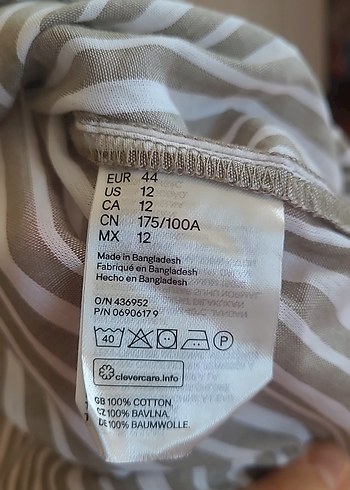 EUR 44
US 12
CA 12
CN 175/100A
MX 12
Made in Bangladesh
Fabriqué en Bangladesh
Hecho en Bangladesh
O/N 436952
P/N 0690617 9
40 P
clevercare.info
GB 100% COTTON,
CZ 100% BAVLNA.
DE 100% BAUMWOLLE.